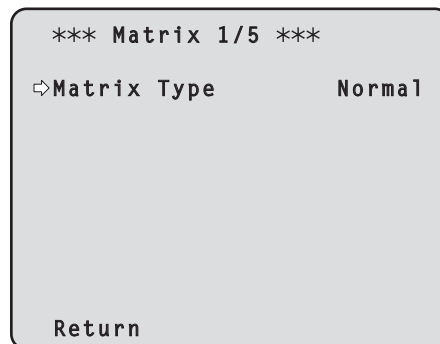 *** Matrix 1/5 ***
⇨Matrix Type Normal
Return